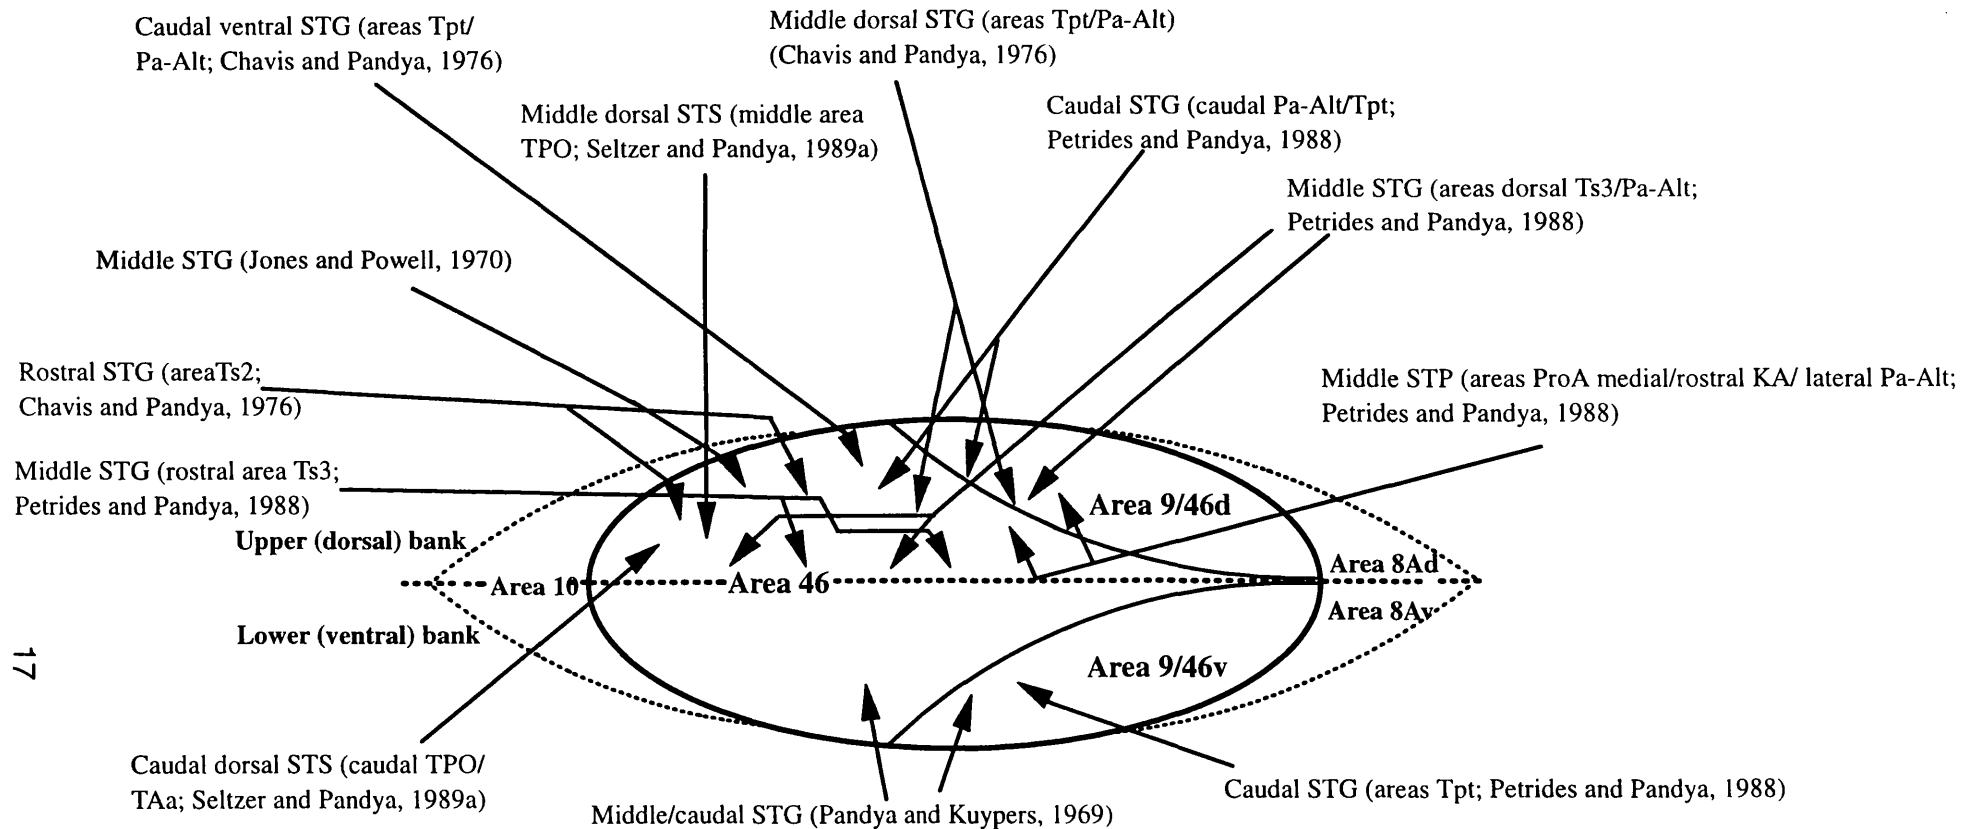 Caudal ventral STG (areas Tpt/
Pa-Alt; Chavis and Pandya, 1976)
Middle dorsal STG (areas Tpt/Pa-Alt)
(Chavis and Pandya, 1976)
Middle dorsal STS (middle area
TPO; Seltzer and Pandya, 1989a)
Caudal STG (caudal Pa-Alt/Tpt;
Petrides and Pandya, 1988)
Middle STG (areas dorsal Ts3/Pa-Alt;
Petrides and Pandya, 1988)
Middle STG (Jones and Powell, 1970)
Rostral STG (areaTs2;
Chavis and Pandya, 1976)
Middle STP (areas ProA medial/rostral KA/ lateral Pa-Alt;
Petrides and Pandya, 1988)
Middle STG (rostral area Ts3;
Petrides and Pandya, 1988)
Area 9/46d
Upper (dorsal) bank
Area 8Ad
Area 10
Area 46
Area 8Av
Lower (ventral) bank
Area 9/46v
17
Caudal dorsal STS (caudal TPO/
TAa; Seltzer and Pandya, 1989a)
Middle/caudal STG (Pandya and Kuypers, 1969)
Caudal STG (areas Tpt; Petrides and Pandya, 1988)